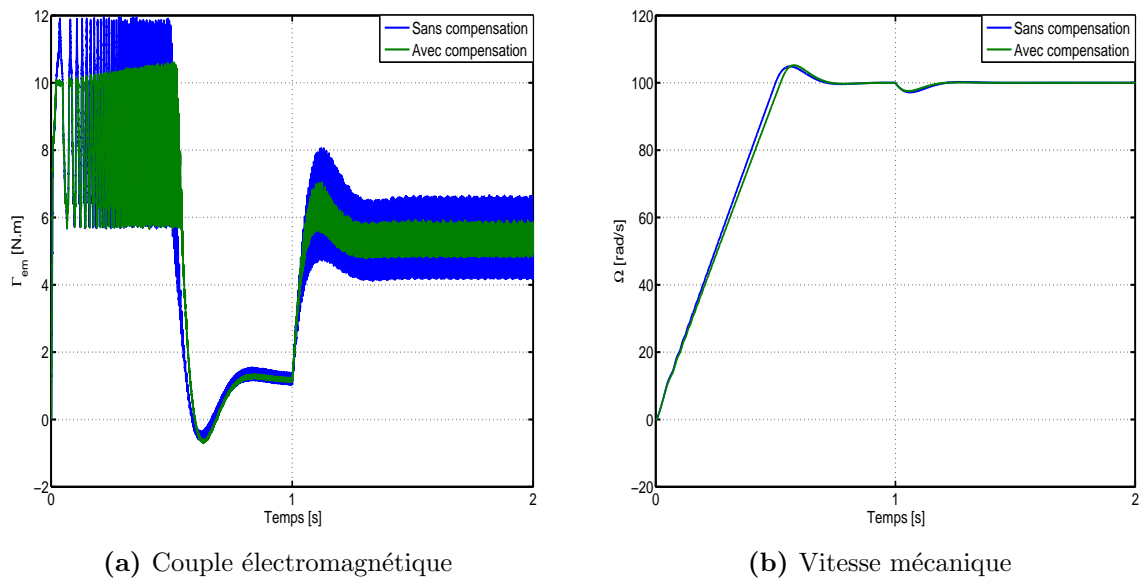 12
10
8
6
4
2
0
−2
0
1
2
Γem [N.m]
Temps [s]
Sans compensation
Avec compensation
(a) Couple électromagnétique
120
100
80
60
40
20
0
−20
0
1
2
Ω [rad/s]
Temps [s]
Sans compensation
Avec compensation
(b) Vitesse mécanique